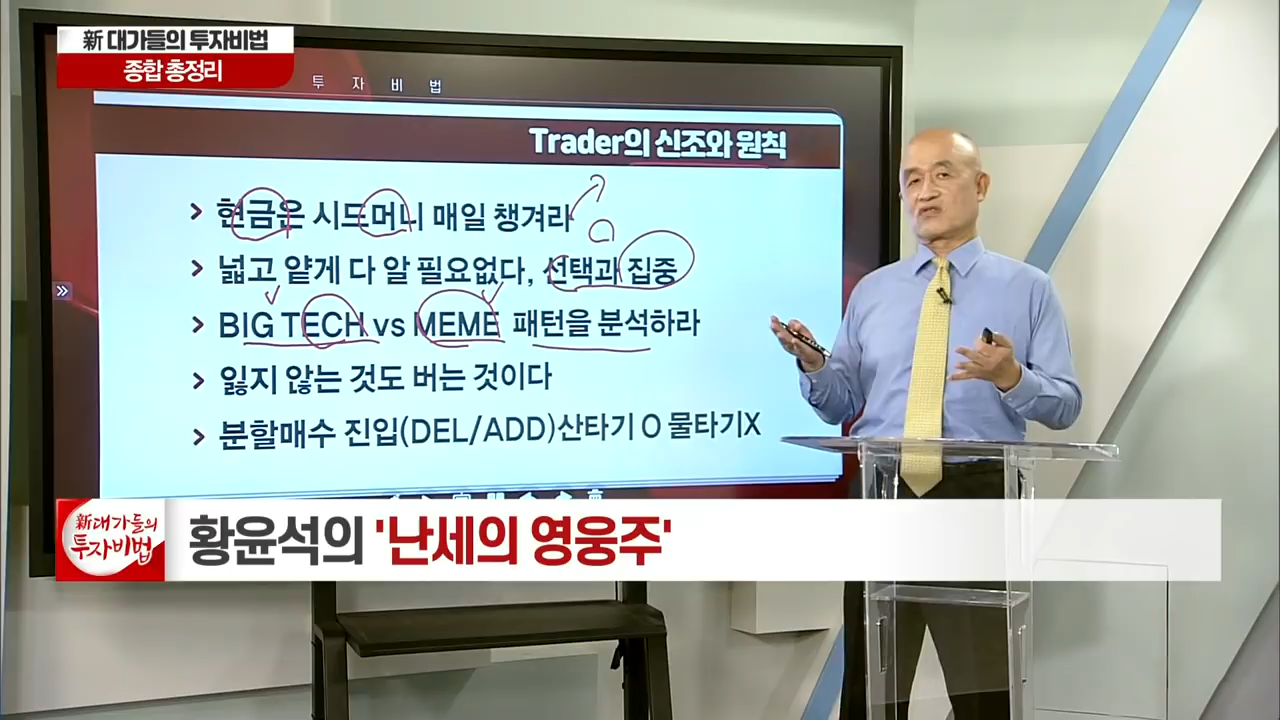 新 대가들의 투자비법
종합 총정리
투 자 비 법
Trader의 신조와 원칙
> 현금은 시드머니 매일 챙겨라
> 넓고 얕게 다 알 필요없다, 선택과 집중
> BIG TECH vs MEME 패턴을 분석하라
> 잃지 않는 것도 버는 것이다
> 분할매수 진입(DEL/ADD)산타기 O 물타기X
新대가들의
투자비법
황윤석의 '난세의 영웅주'